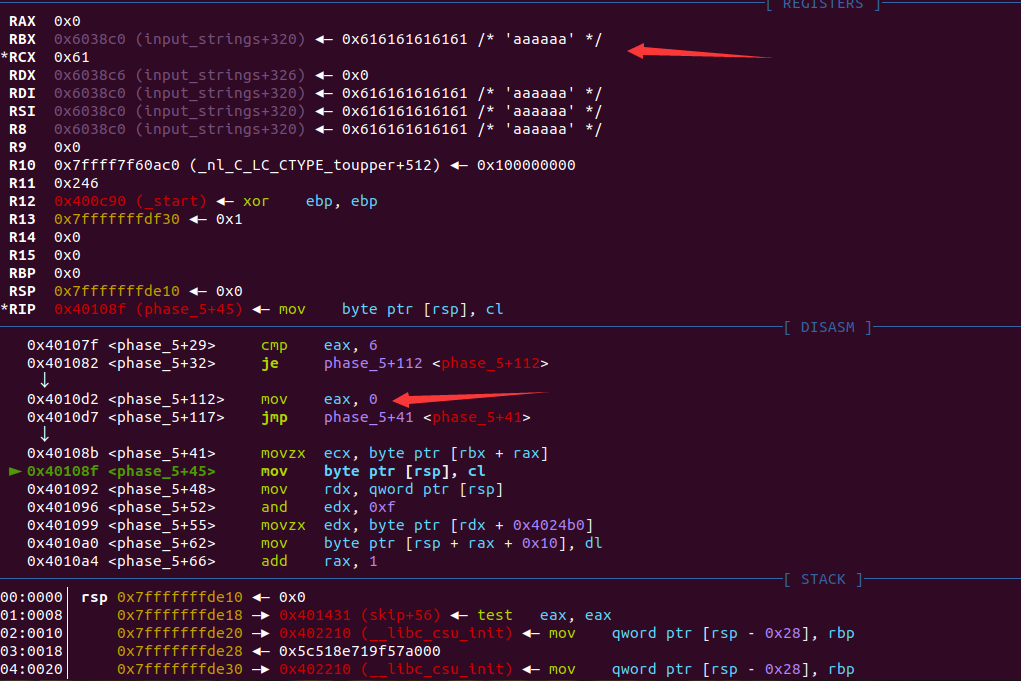 [ REGISTERS ]
RAX 0x0
RBX 0x6038c0 (input_strings+320) ◂— 0x616161616161 /* 'aaaaaa' */
*RCX 0x61
RDX 0x6038c6 (input_strings+326) ◂— 0x0
RDI 0x6038c0 (input_strings+320) ◂— 0x616161616161 /* 'aaaaaa' */
RSI 0x6038c0 (input_strings+320) ◂— 0x616161616161 /* 'aaaaaa' */
R8 0x6038c0 (input_strings+320) ◂— 0x616161616161 /* 'aaaaaa' */
R9 0x0
R10 0x7ffff7f60ac0 (_nl_C_LC_CTYPE_toupper+512) ◂— 0x100000000
R11 0x246
R12 0x400c90 (_start) ◂— xor ebp, ebp
R13 0x7fffffffdf30 ◂— 0x1
R14 0x0
R15 0x0
RBP 0x0
RSP 0x7fffffffde10 ◂— 0x0
*RIP 0x40108f (phase_5+45) ◂— mov byte ptr [rsp], cl
[ DISASM ]
0x40107f <phase_5+29> cmp eax, 6
0x401082 <phase_5+32> je phase_5+112 <phase_5+112>
↓
0x4010d2 <phase_5+112> mov eax, 0
0x4010d7 <phase_5+117> jmp phase_5+41 <phase_5+41>
↓
0x40108b <phase_5+41> movzx ecx, byte ptr [rbx + rax]
► 0x40108f <phase_5+45> mov byte ptr [rsp], cl
0x401092 <phase_5+48> mov rdx, qword ptr [rsp]
0x401096 <phase_5+52> and edx, 0xf
0x401099 <phase_5+55> movzx edx, byte ptr [rdx + 0x4024b0]
0x4010a0 <phase_5+62> mov byte ptr [rsp + rax + 0x10], dl
0x4010a4 <phase_5+66> add rax, 1
[ STACK ]
00:0000│ rsp 0x7fffffffde10 ◂— 0x0
01:0008│ 0x7fffffffde18 —▸ 0x401431 (skip+56) ◂— test eax, eax
02:0010│ 0x7fffffffde20 —▸ 0x402210 (__libc_csu_init) ◂— mov qword ptr [rsp - 0x28], rbp
03:0018│ 0x7fffffffde28 ◂— 0x5c518e719f57a000
04:0020│ 0x7fffffffde30 —▸ 0x402210 (__libc_csu_init) ◂— mov qword ptr [rsp - 0x28], rbp